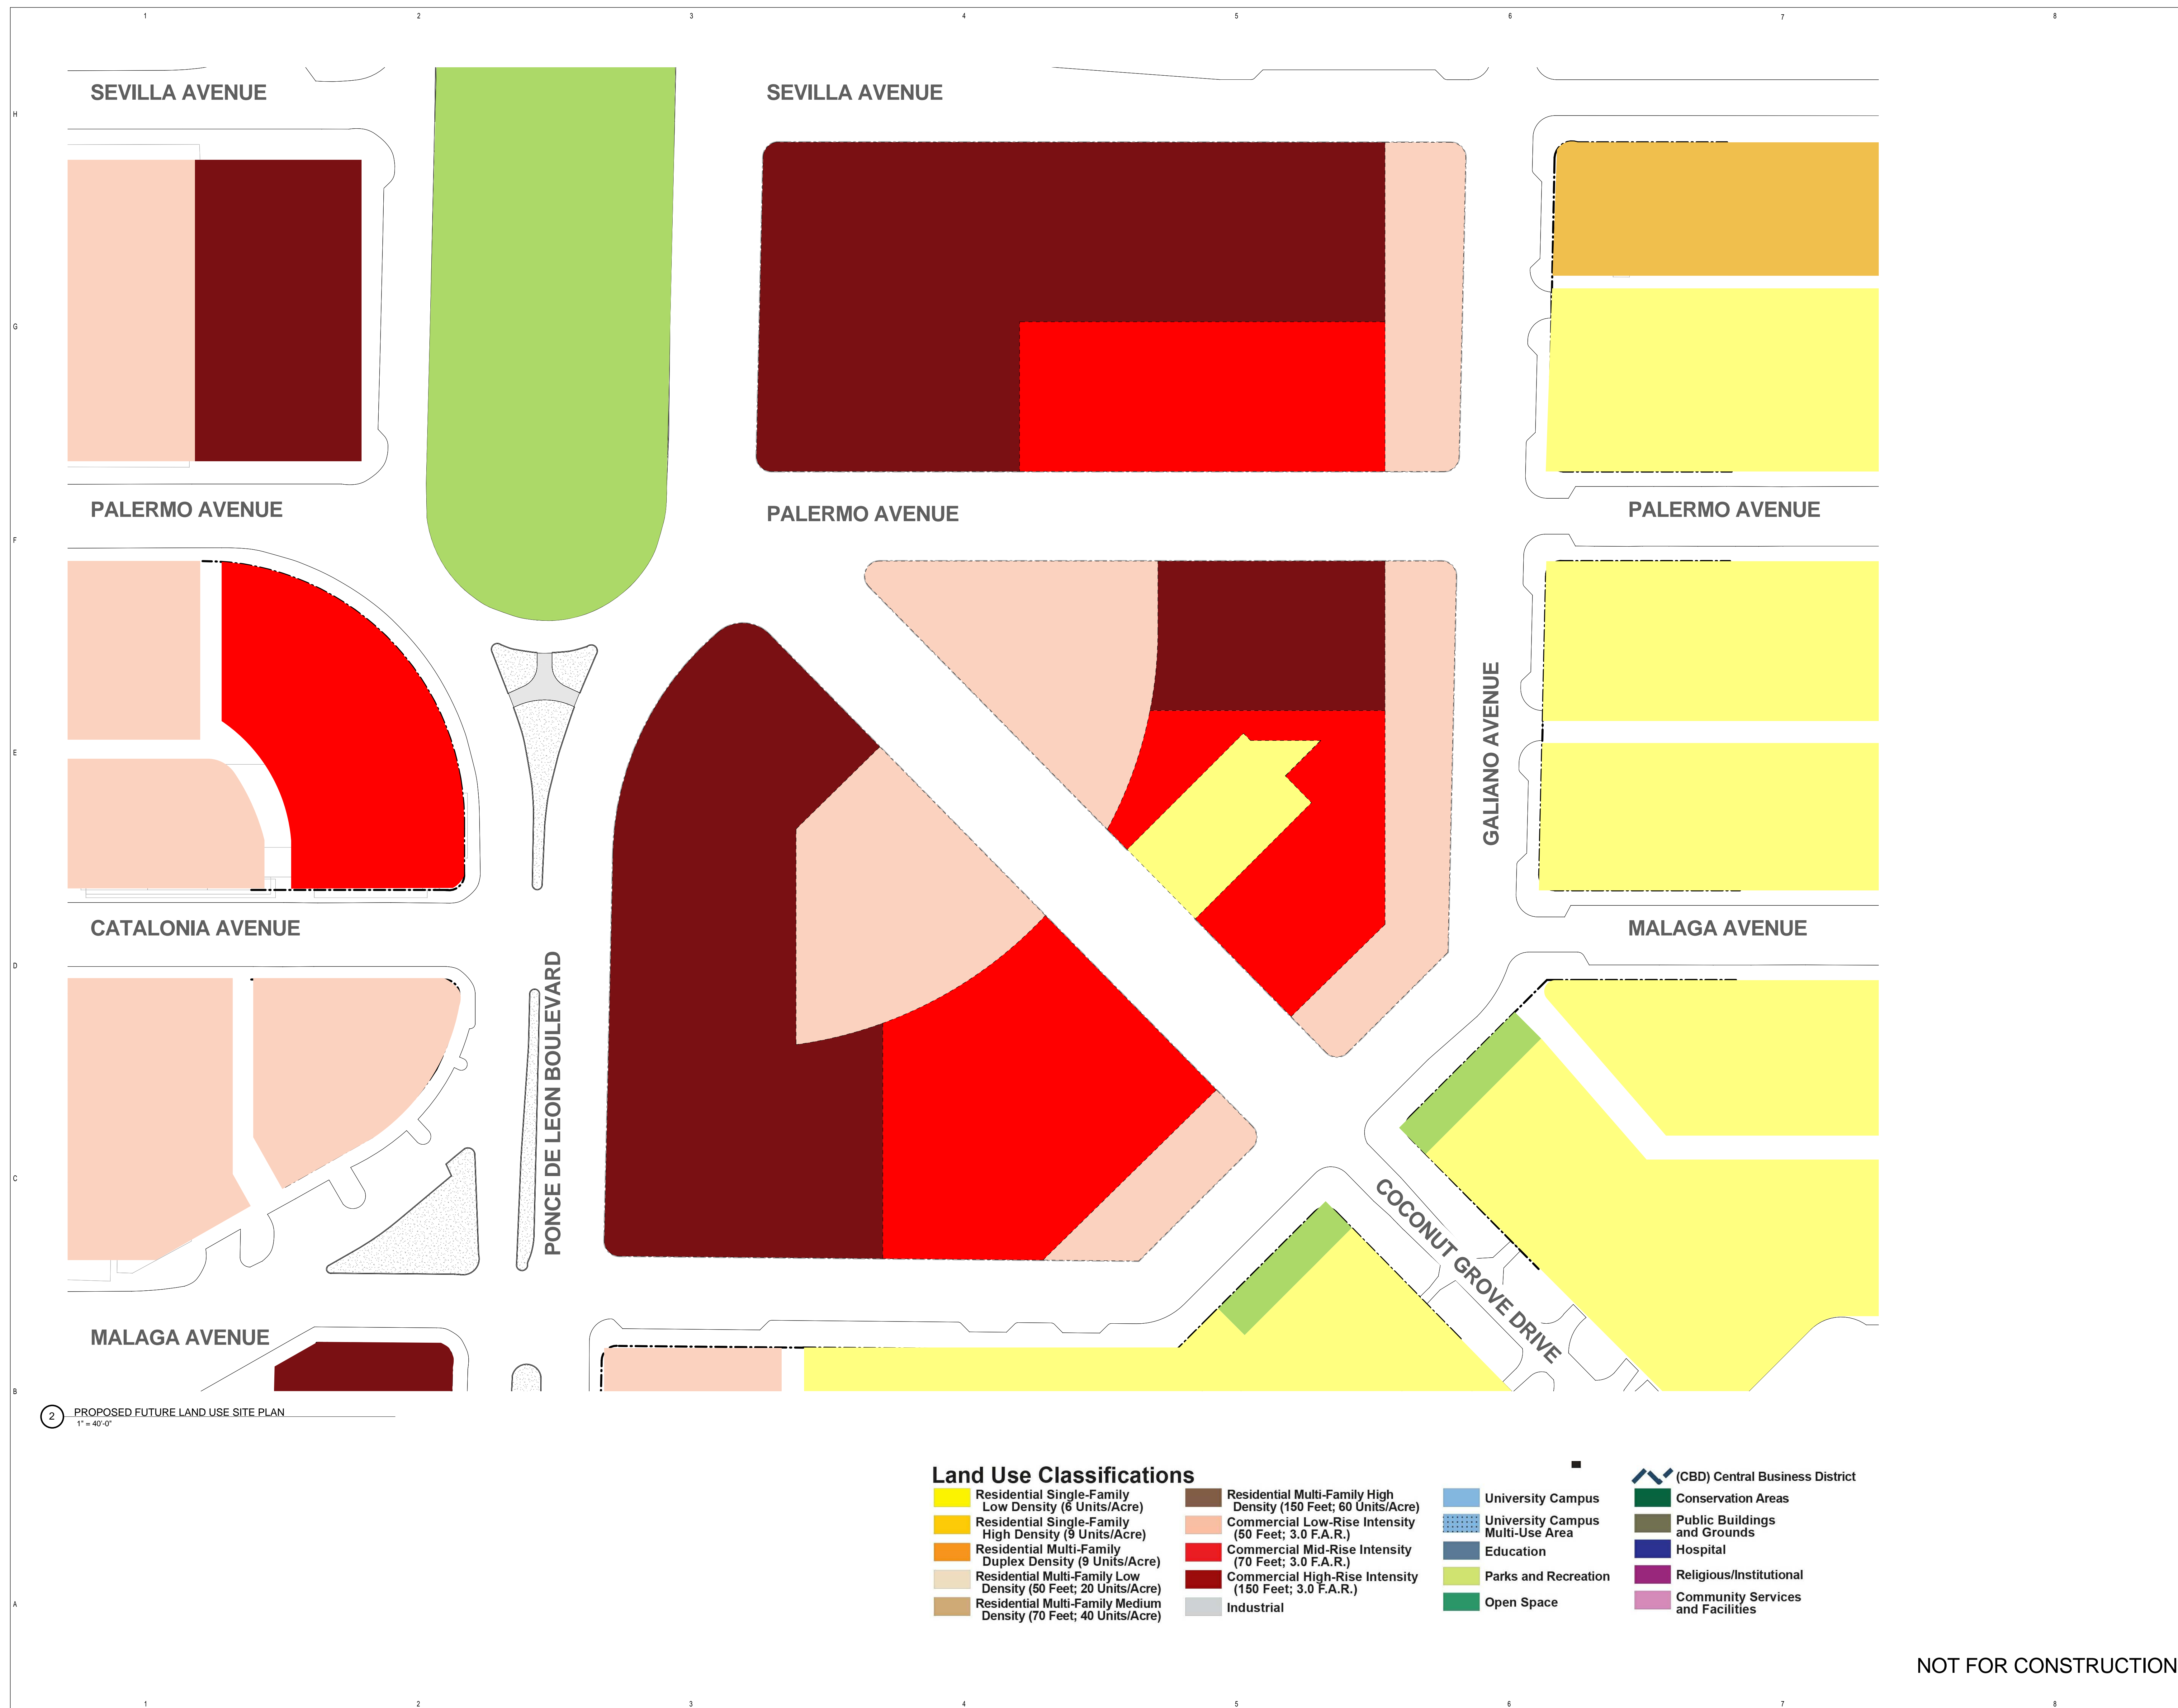 1 2 3 4 5 6 7 8
SEVILLA AVENUE
SEVILLA AVENUE
H
G
PALERMO AVENUE
PALERMO AVENUE
PALERMO AVENUE
F
GALIANO AVENUE
E
CATALONIA AVENUE
MALAGA AVENUE
D
PONCE DE LEON BOULEVARD
C
COCONUT GROVE DRIVE
MALAGA AVENUE
B
2 PROPOSED FUTURE LAND USE SITE PLAN
1" = 40'-0"
Land Use Classifications
Residential Single-Family
Low Density (6 Units/Acre)
Residential Single-Family
High Density (9 Units/Acre)
Residential Multi-Family
Duplex Density (9 Units/Acre)
Residential Multi-Family Low
Density (50 Feet; 20 Units/Acre)
Residential Multi-Family Medium
Density (70 Feet; 40 Units/Acre)
Residential Multi-Family High
Density (150 Feet; 60 Units/Acre)
Commercial Low-Rise Intensity
(50 Feet; 3.0 F.A.R.)
Commercial Mid-Rise Intensity
(70 Feet; 3.0 F.A.R.)
Commercial High-Rise Intensity
(150 Feet; 3.0 F.A.R.)
Industrial
University Campus
University Campus
Multi-Use Area
Education
Parks and Recreation
Open Space
(CBD) Central Business District
Conservation Areas
Public Buildings
and Grounds
Hospital
Religious/Institutional
Community Services
and Facilities
A
NOT FOR CONSTRUCTION
1 2 3 4 5 6 7 8